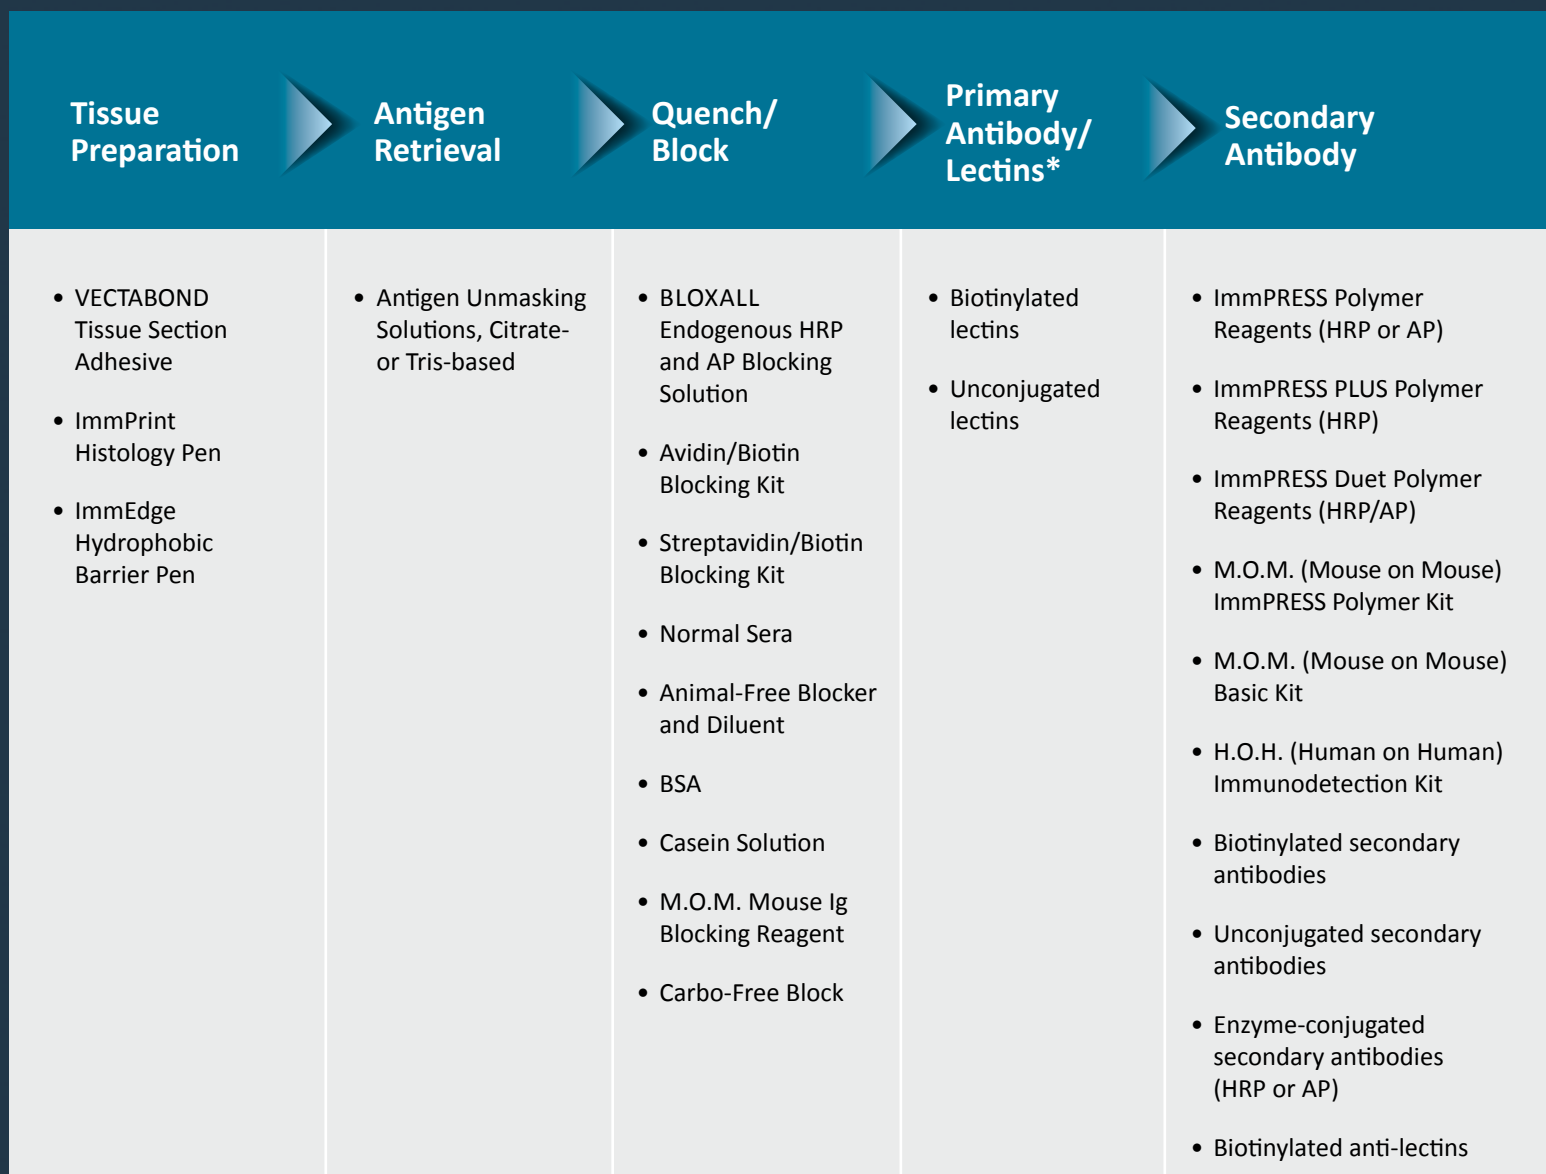 Tissue
Preparation
Antigen
Retrieval
Quench/
Block
Primary
Antibody/
Lectins*
Secondary
Antibody
• VECTABOND
Tissue Section
Adhesive
• ImmPrint
Histology Pen
• ImmEdge
Hydrophobic
Barrier Pen
• Antigen Unmasking
Solutions, Citrate-
or Tris-based
• BLOXALL
Endogenous HRP
and AP Blocking
Solution
• Avidin/Biotin
Blocking Kit
• Streptavidin/Biotin
Blocking Kit
• Normal Sera
• Animal-Free Blocker
and Diluent
• BSA
• Casein Solution
• M.O.M. Mouse Ig
Blocking Reagent
• Carbo-Free Block
• Biotinylated
lectins
• Unconjugated
lectins
• ImmPRESS Polymer
Reagents (HRP or AP)
• ImmPRESS PLUS Polymer
Reagents (HRP)
• ImmPRESS Duet Polymer
Reagents (HRP/AP)
• M.O.M. (Mouse on Mouse)
ImmPRESS Polymer Kit
• M.O.M. (Mouse on Mouse)
Basic Kit
• H.O.H. (Human on Human)
Immunodetection Kit
• Biotinylated secondary
antibodies
• Unconjugated secondary
antibodies
• Enzyme-conjugated
secondary antibodies
(HRP or AP)
• Biotinylated anti-lectins